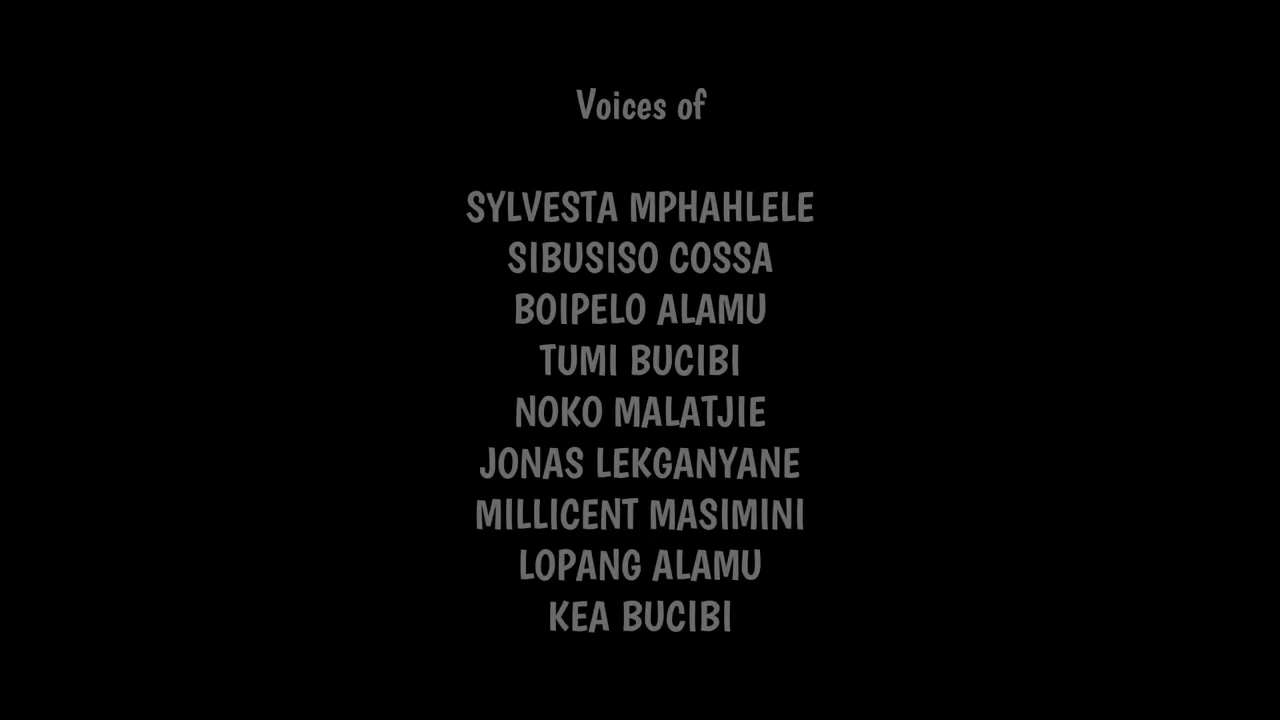 Voices of
SYLVESTA MPHAHLELE
SIBUSISO COSSA
BOIPELO ALAMU
TUMI BUCIBI
NOKO MALATJIE
JONAS LEKGANYANE
MILLICENT MASIMINI
LOPANG ALAMU
KEA BUCIBI